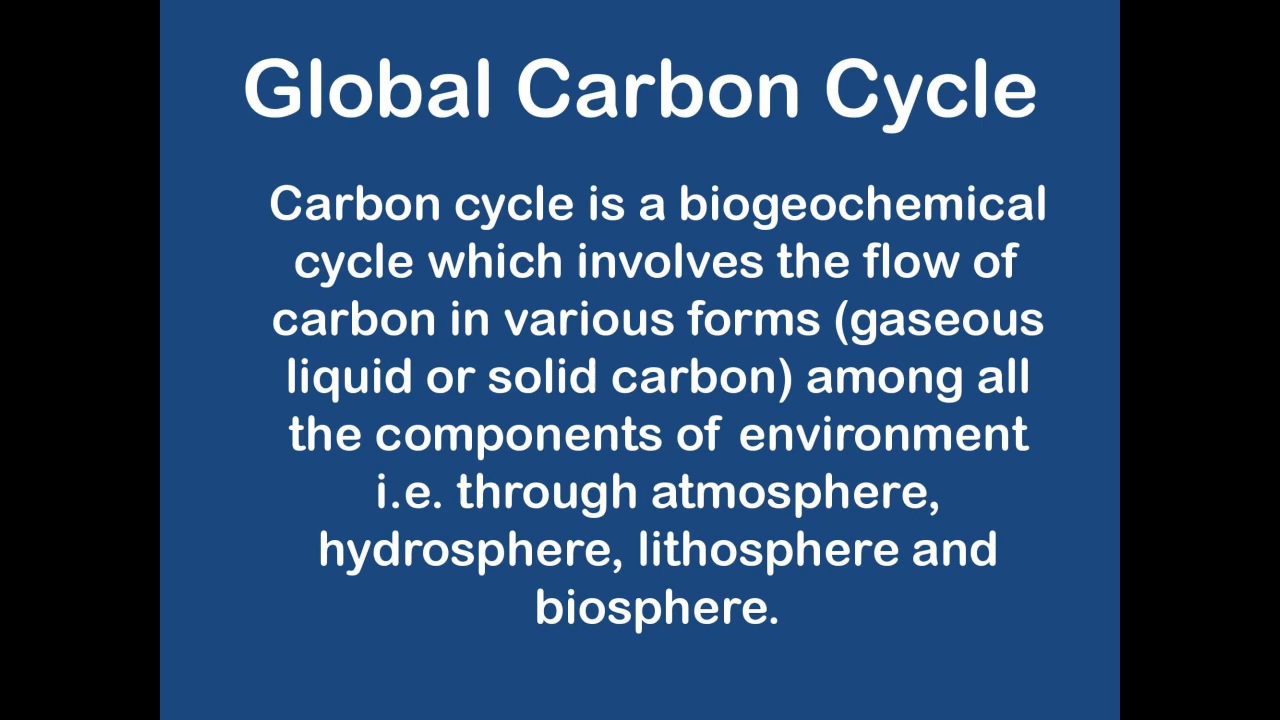 Global Carbon Cycle
Carbon cycle is a biogeochemical
cycle which involves the flow of
carbon in various forms (gaseous
liquid or solid carbon) among all
the components of environment
i.e. through atmosphere,
hydrosphere, lithosphere and
biosphere.